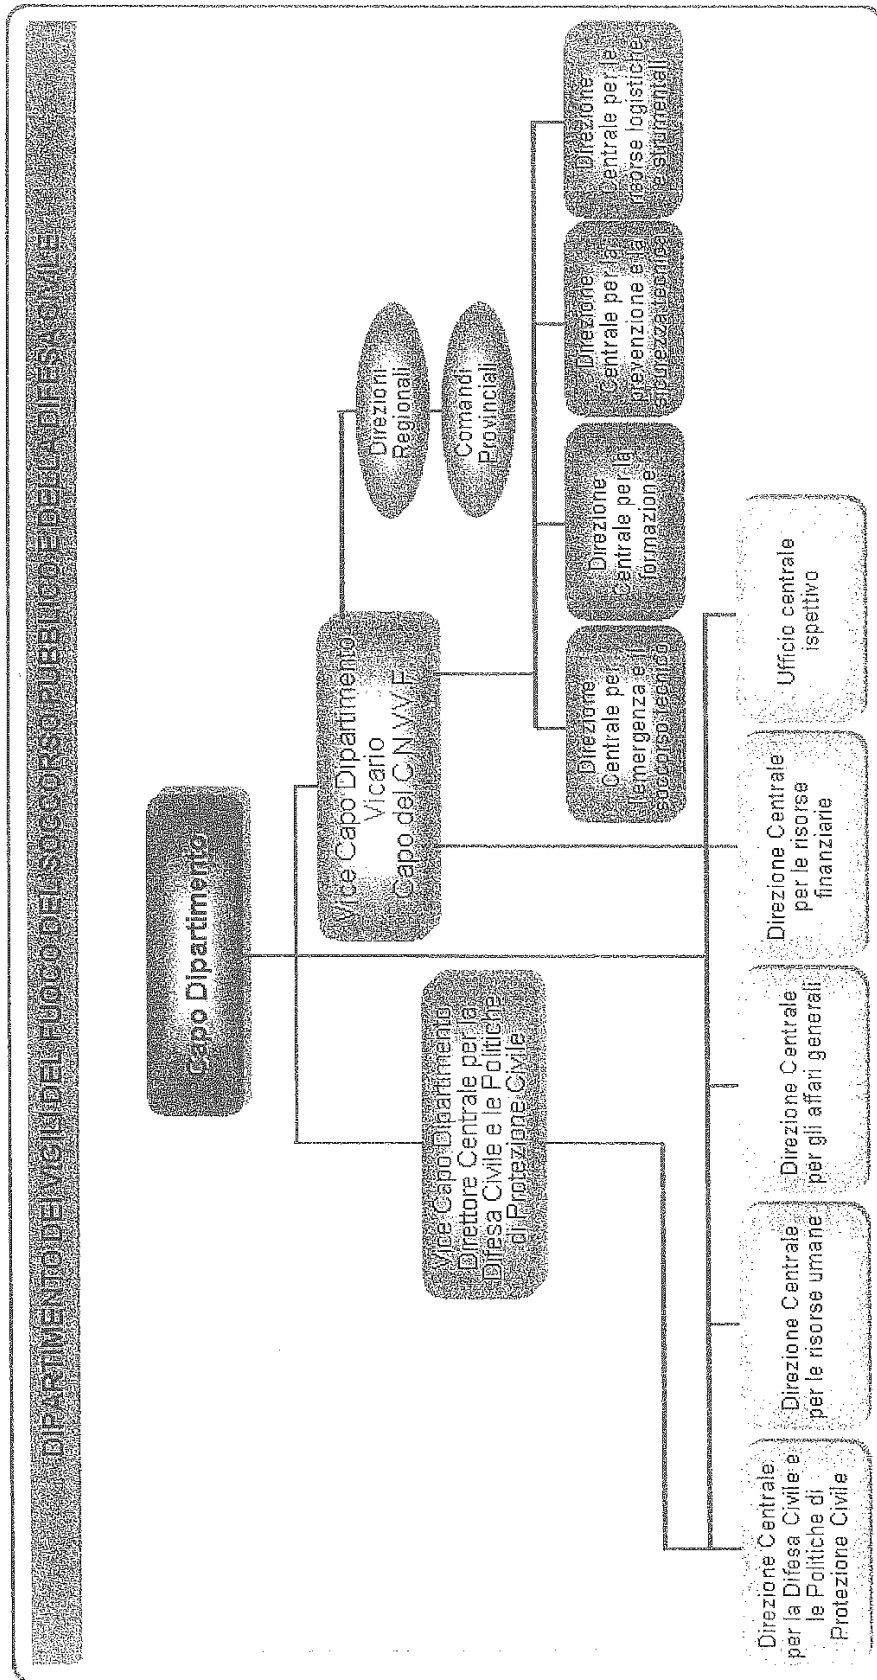 DIPARTIMENTO DEI VIGILI DEL FUOCO DEL SOCCORSO PUBBLICO E DELLA DIFESA CIVILE
Capo Dipartimento
Vice Capo Dipartimento
Vicario
Capo del C.N.VV.F.
Vice Capo Dipartimento
Direttore Centrale per la
Difesa Civile e le Politiche
di Protezione Civile
Direzioni
Regionali
Comandi
Provinciali
Direzione
Centrale per
l'emergenza e il
soccorso tecnico
Direzione
Centrale per la
formazione
Direzione
Centrale per la
prevenzione e la
sicurezza tecnica
Direzione
Centrale per le
risorse logistiche
e strumentali
Direzione Centrale
per la Difesa Civile e
le Politiche di
Protezione Civile
Direzione Centrale
per le risorse umane
Direzione Centrale
per gli affari generali
Direzione Centrale
per le risorse
finanziarie
Ufficio centrale
ispettivo